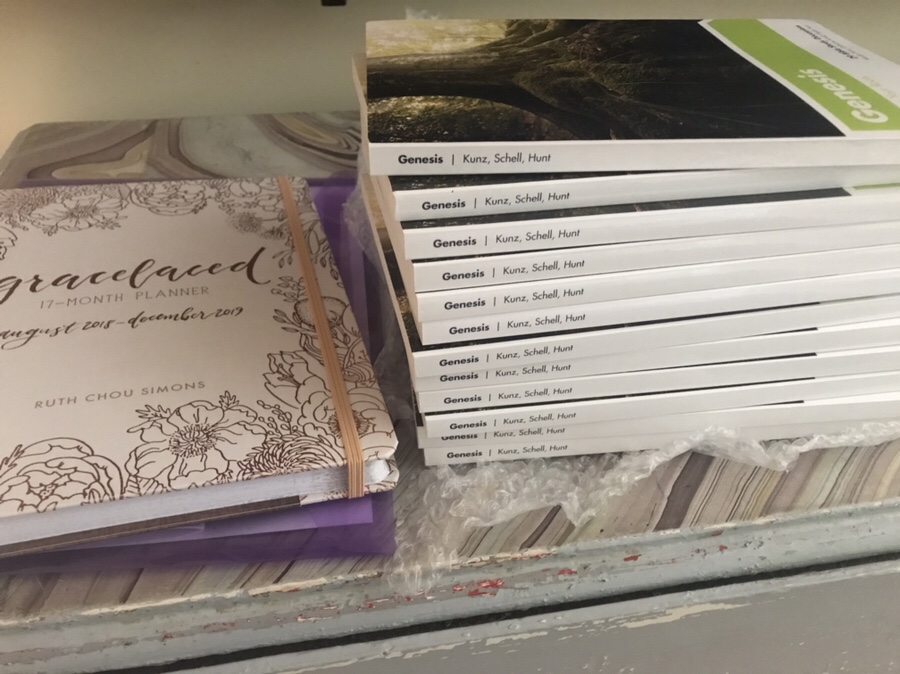 gracelaced
17-MONTH PLANNER
august 2018–december 2019
RUTH CHOU SIMONS
Genesis
Genesis | Kunz, Schell, Hunt
Genesis | Kunz, Schell, Hunt
Genesis | Kunz, Schell, Hunt
Genesis | Kunz, Schell, Hunt
Genesis | Kunz, Schell, Hunt
Genesis | Kunz, Schell, Hunt
Genesis | Kunz, Schell, Hunt
Genesis | Kunz, Schell, Hunt
Genesis | Kunz, Schell, Hunt
Genesis | Kunz, Schell, Hunt
Genesis | Kunz, Schell, Hunt
Genesis | Kunz, Schell, Hunt